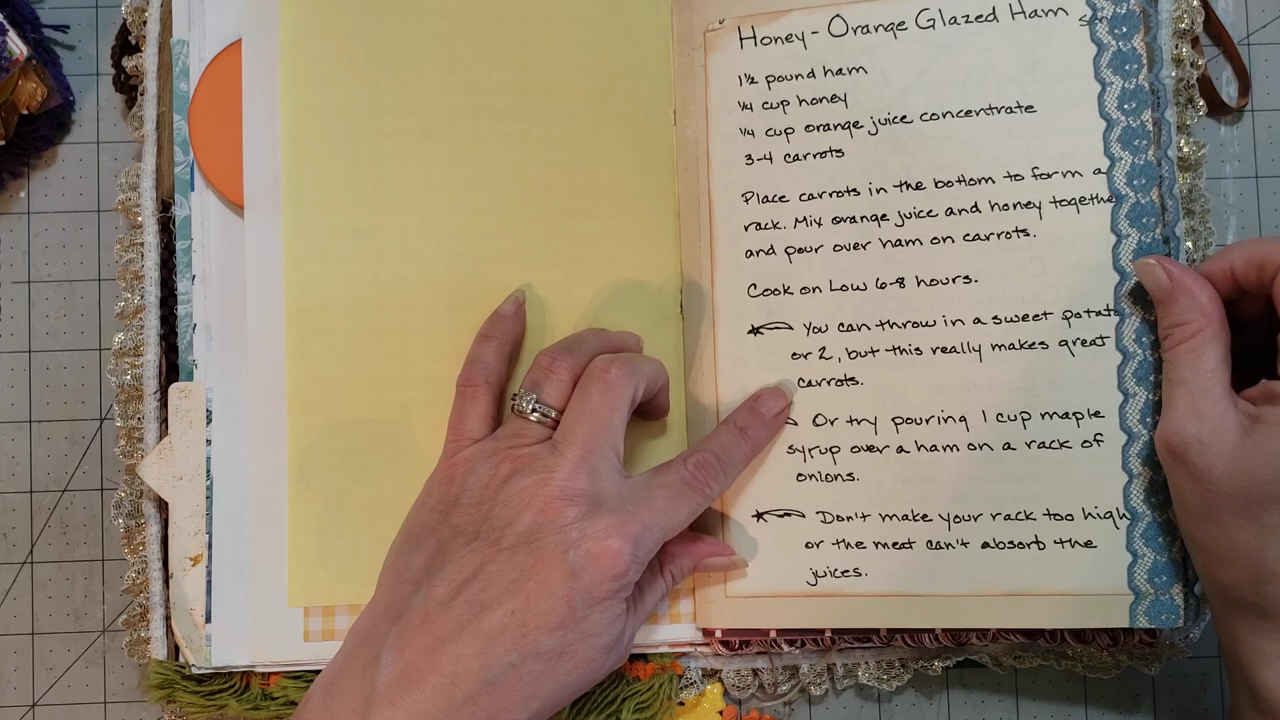 Honey-Orange Glazed Ham
1½ pound ham
¼ cup honey
¼ cup orange juice concentrate
3-4 carrots
Place carrots in the bottom to form a
rack. Mix orange juice and honey togethe
and pour over ham on carrots.
Cook on Low 6-8 hours.
You can throw in a sweet potat
or 2, but this really makes great
carrots.
Or try pouring 1 cup maple
syrup over a ham on a rack of
onions.
Don't make your rack too high
or the meat can't absorb the
juices.